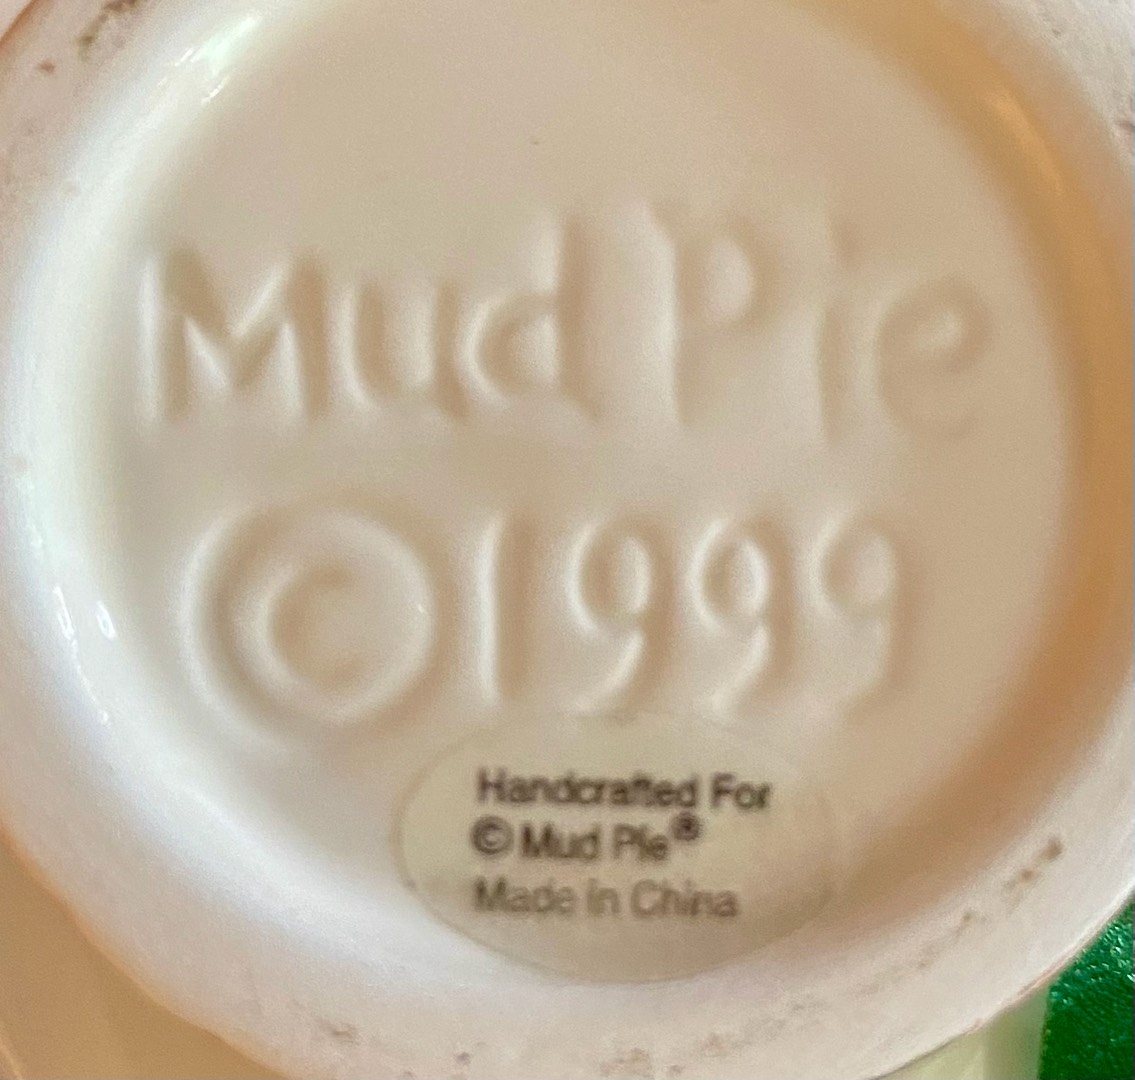 Mud Pie
©1999
Handcrafted For
© Mud Pie®
Made in China